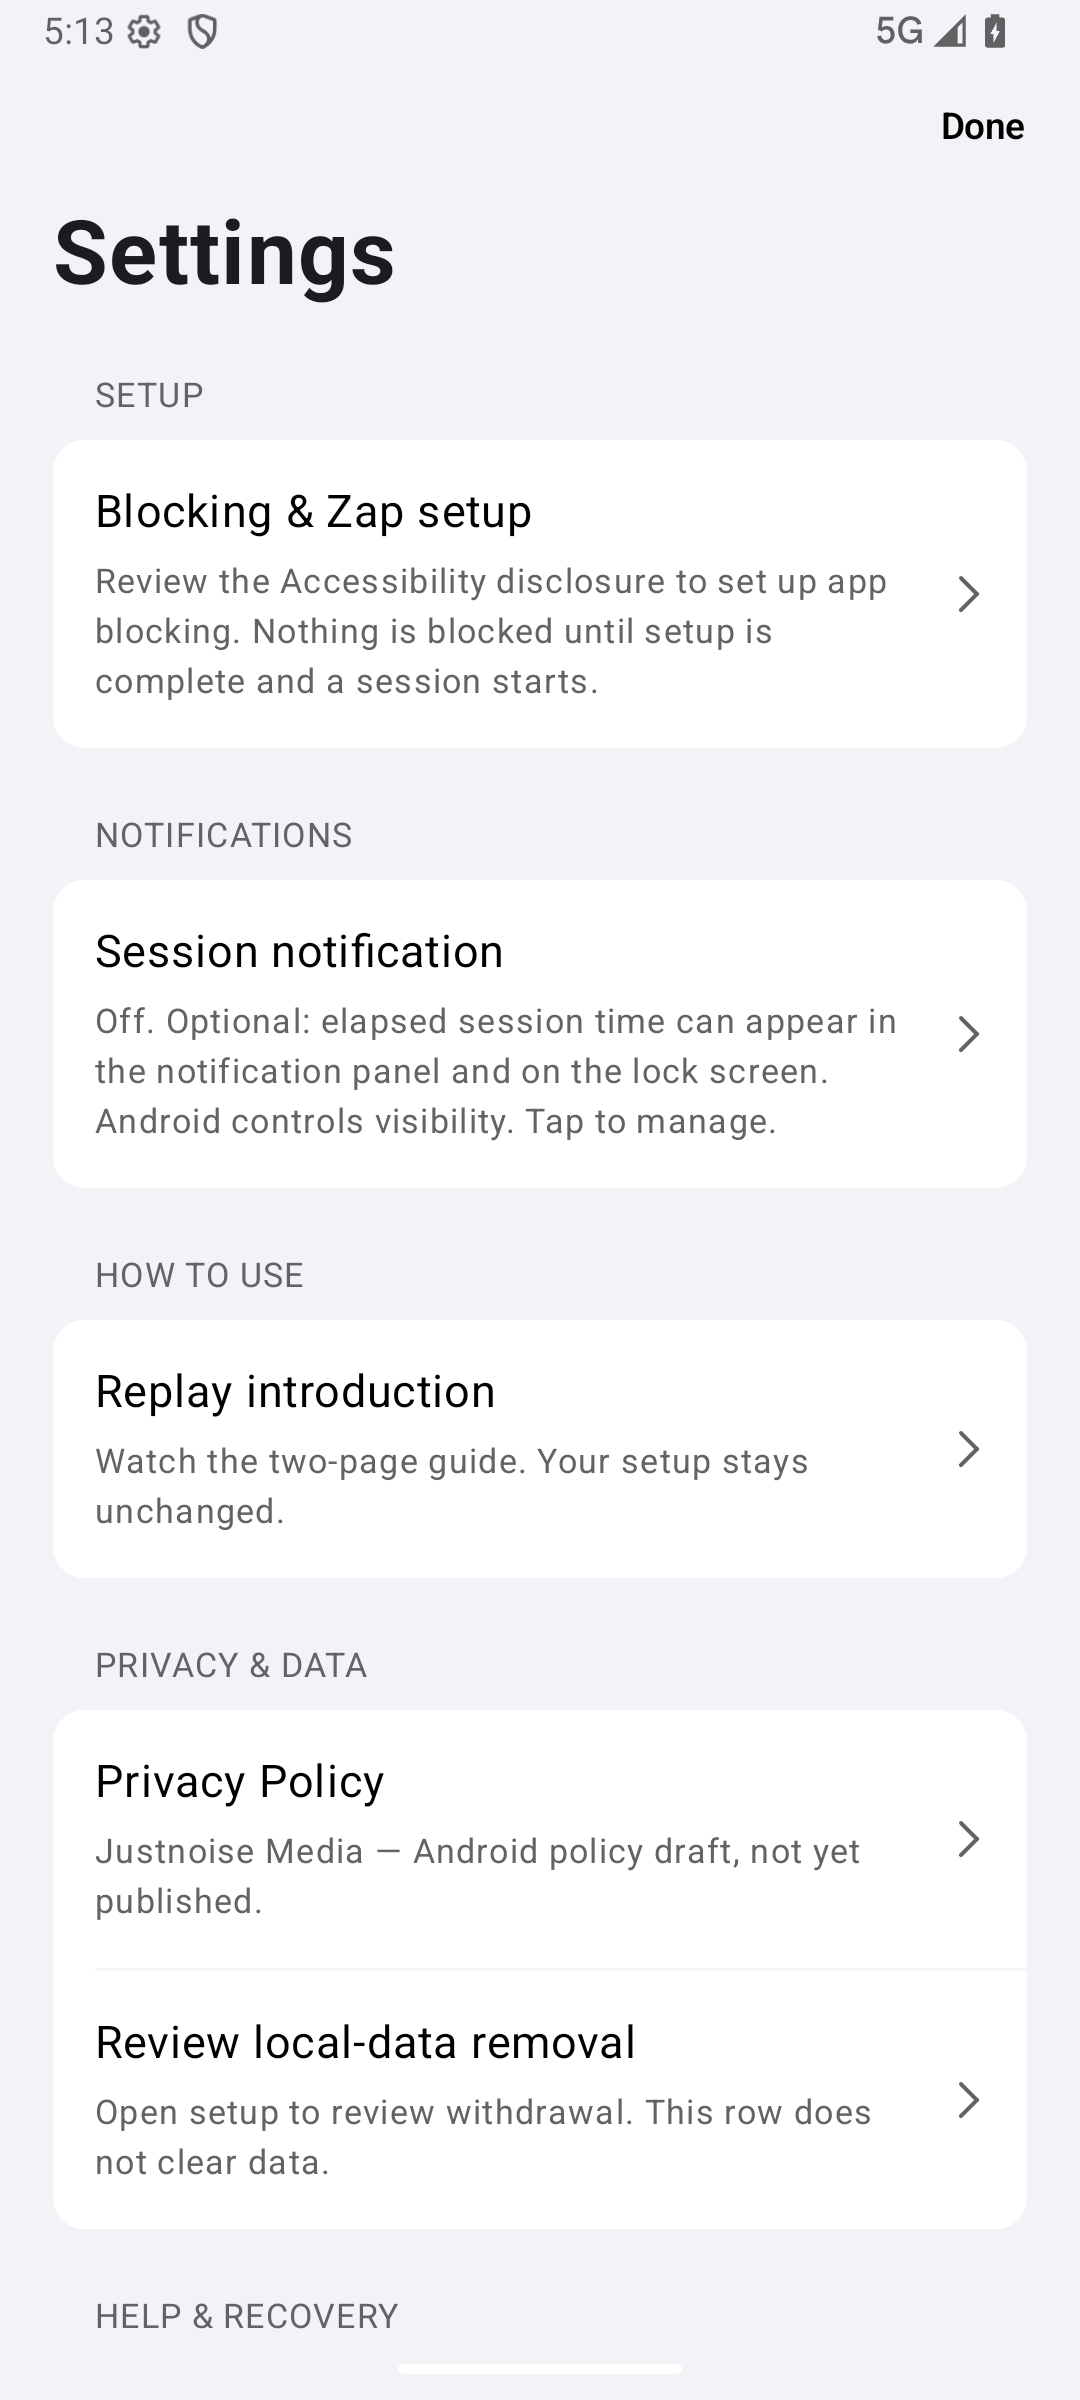 5:13
5G
Done
Settings
SETUP
Blocking & Zap setup
Review the Accessibility disclosure to set up app
blocking. Nothing is blocked until setup is
complete and a session starts.
NOTIFICATIONS
Session notification
Off. Optional: elapsed session time can appear in
the notification panel and on the lock screen.
Android controls visibility. Tap to manage.
HOW TO USE
Replay introduction
Watch the two-page guide. Your setup stays
unchanged.
PRIVACY & DATA
Privacy Policy
Justnoise Media — Android policy draft, not yet
published.
Review local-data removal
Open setup to review withdrawal. This row does
not clear data.
HELP & RECOVERY